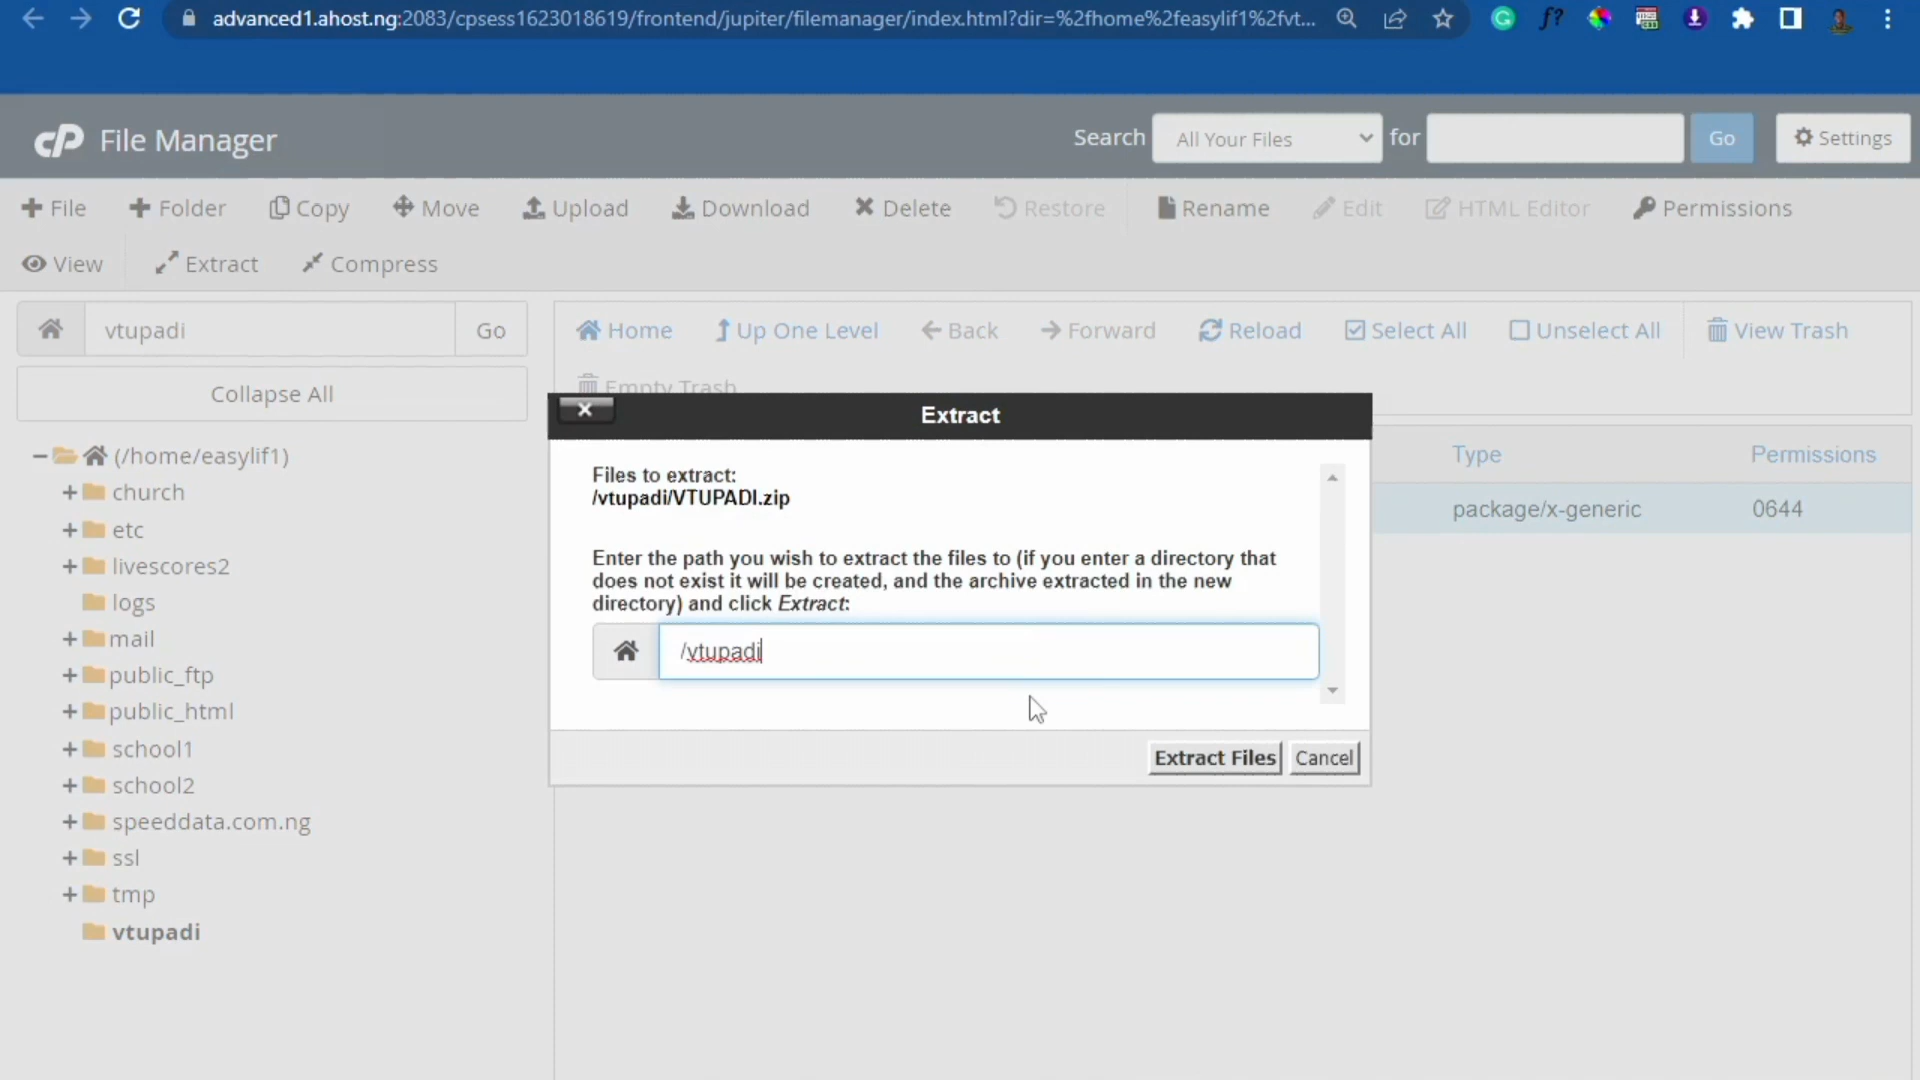 advanced1.ahost.ng:2083/cpsess1623018619/frontend/jupiter/filemanager/index.html?dir=%2fhome%2feasylif1%2fvt...
cP File Manager
Search All Your Files for Go Settings
File Folder Copy Move Upload Download Delete Restore Rename Edit HTML Editor Permissions
View Extract Compress
vtupadi Go
Home Up One Level Back Forward Reload Select All Unselect All View Trash
Collapse All
Empty Trash
Extract
Type Permissions
package/x-generic 0644
Files to extract:
/vtupadi/VTUPADI.zip
Enter the path you wish to extract the files to (if you enter a directory that
does not exist it will be created, and the archive extracted in the new
directory) and click Extract:
/vtupadi
Extract Files Cancel
(/home/easylif1)
church
etc
livescores2
logs
mail
public_ftp
public_html
school1
school2
speeddata.com.ng
ssl
tmp
vtupadi